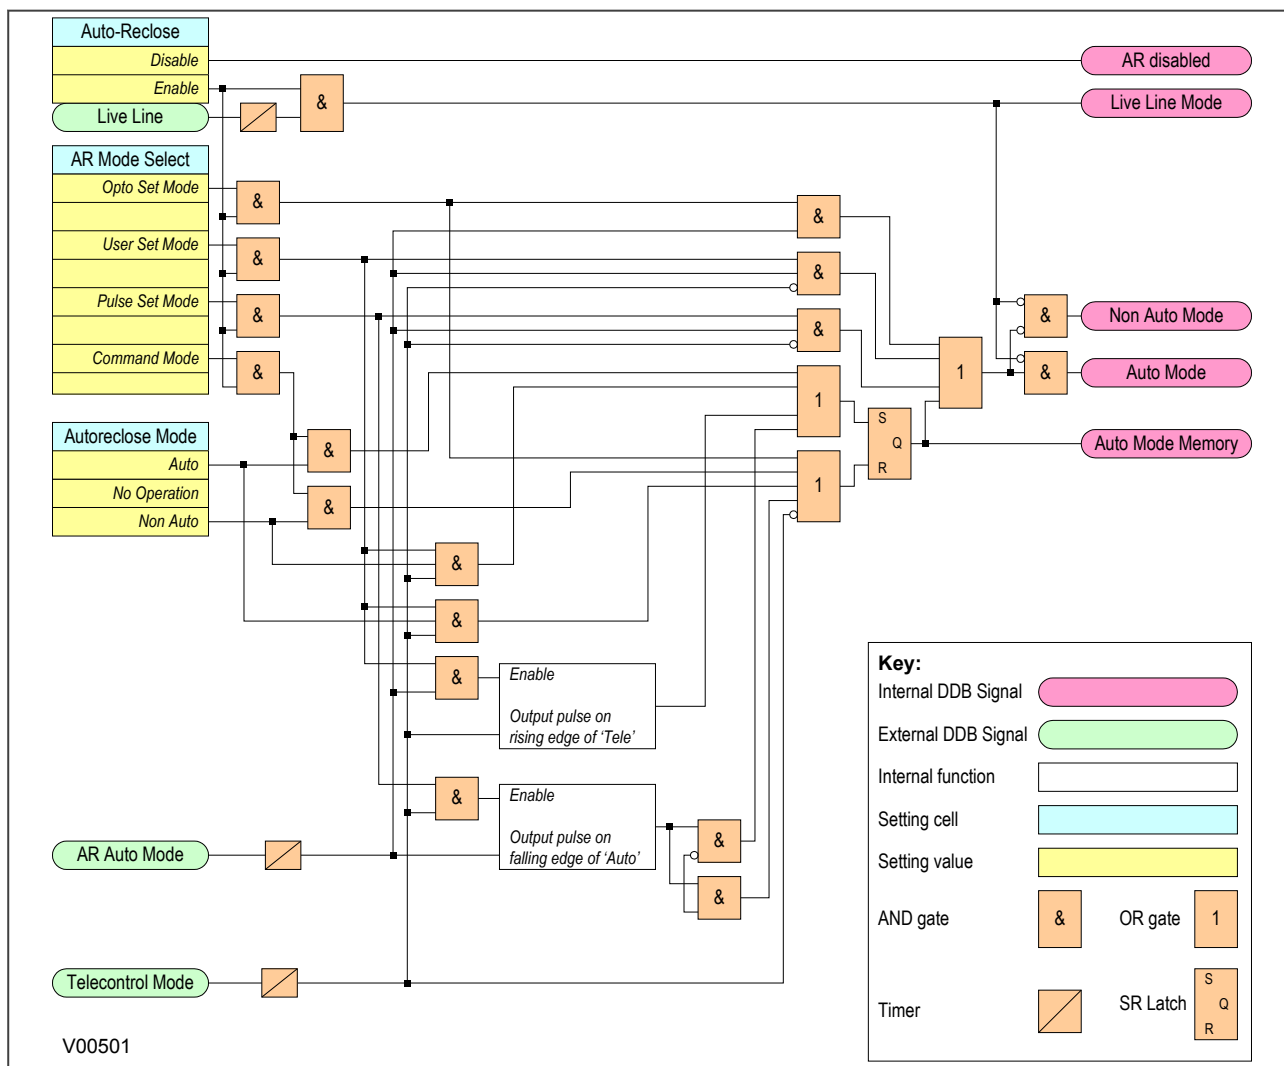 Auto-Reclose
Disable
Enable
Live Line
&
AR disabled
Live Line Mode
AR Mode Select
Opto Set Mode
User Set Mode
Pulse Set Mode
Command Mode
&
&
&
&
&
&
&
1
1
1
S
Q
R
&
&
Non Auto Mode
Auto Mode
Auto Mode Memory
Autoreclose Mode
Auto
No Operation
Non Auto
&
&
&
&
&
Enable
Output pulse on
rising edge of ‘Tele’
&
Enable
Output pulse on
falling edge of ‘Auto’
&
&
AR Auto Mode
Telecontrol Mode
V00501
Key:
Internal DDB Signal
External DDB Signal
Internal function
Setting cell
Setting value
AND gate
&
OR gate
1
Timer
SR Latch
S
Q
R